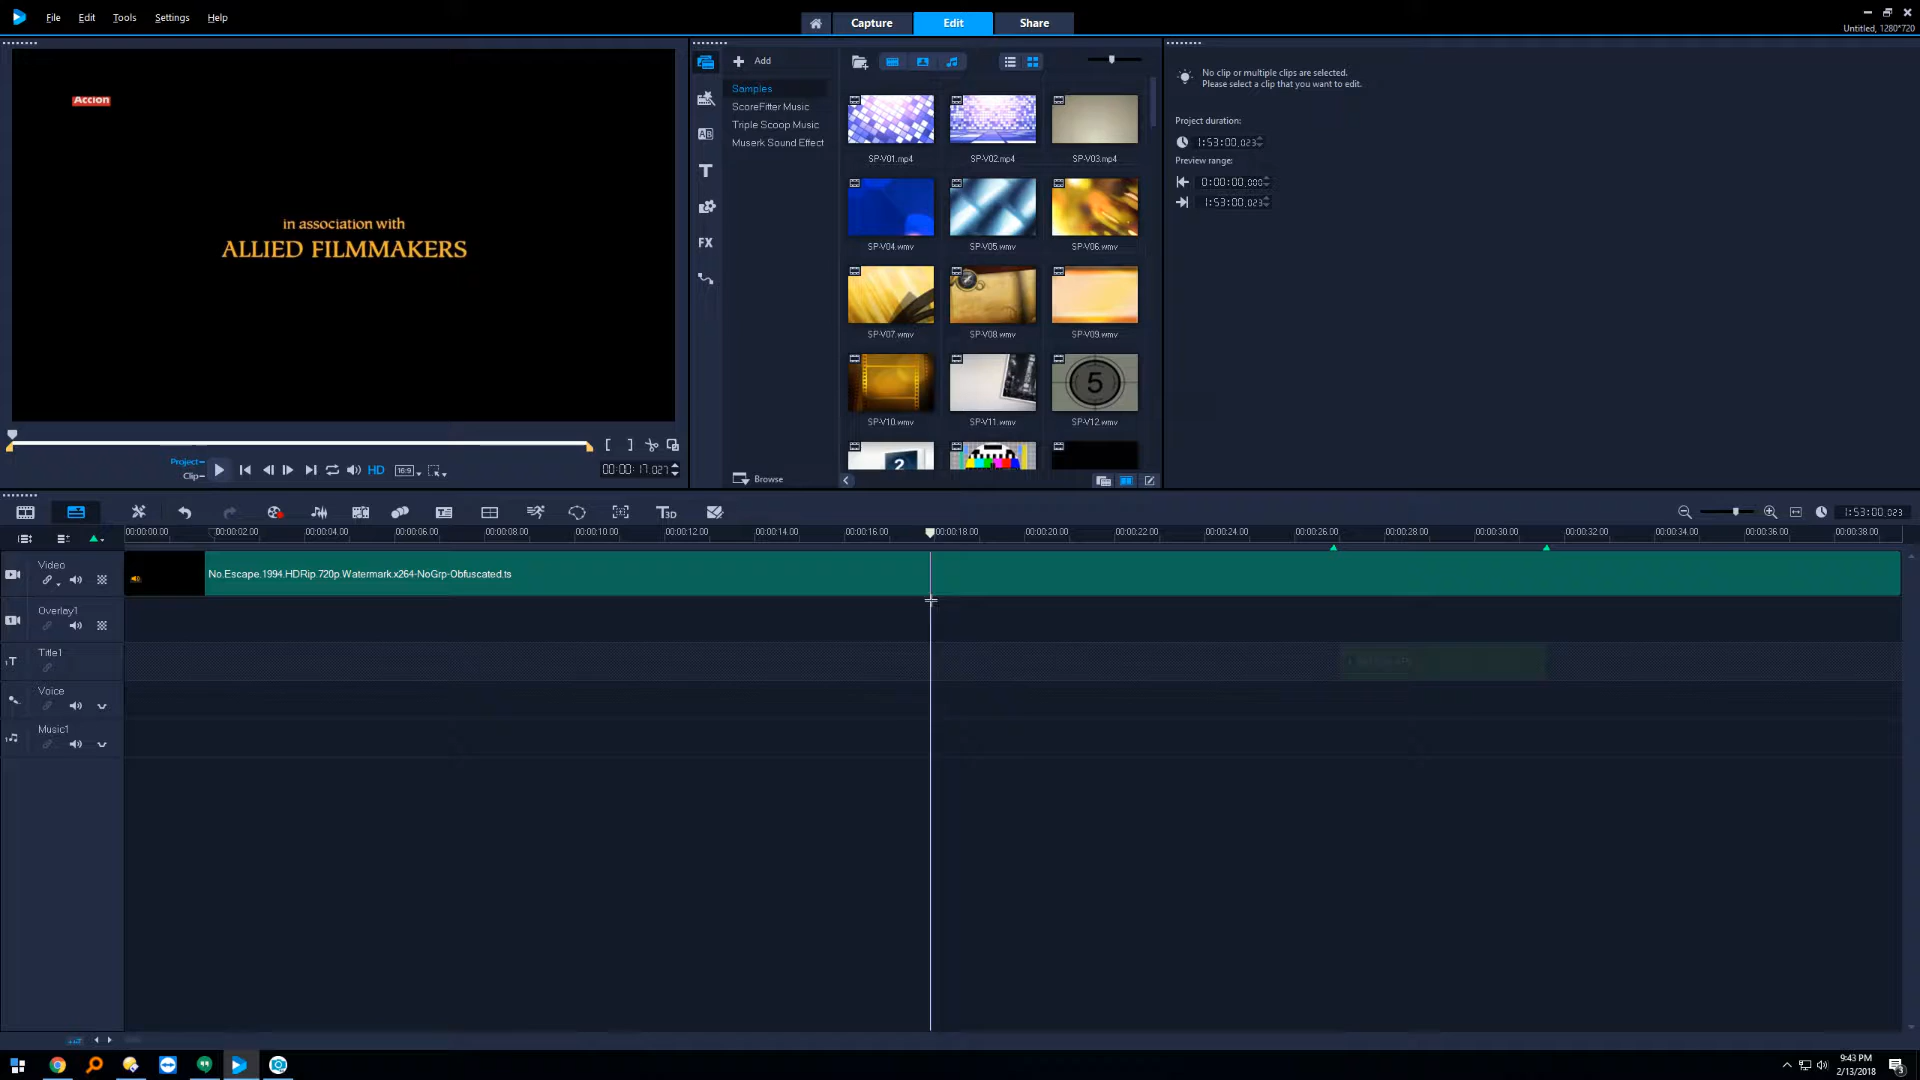 File Edit Tools Settings Help
Capture Edit Share
Untitled, 1280*720
Accion
in association with
ALLIED FILMMAKERS
Add
Samples
ScoreFitter Music
Triple Scoop Music
Muserk Sound Effect
Browse
SP-V01.mp4 SP-V02.mp4 SP-V03.mp4
SP-V04.wmv SP-V05.wmv SP-V06.wmv
SP-V07.wmv SP-V08.wmv SP-V09.wmv
5
SP-V10.wmv SP-V11.wmv SP-V12.wmv
2
No clip or multiple clips are selected.
Please select a clip that you want to edit.
Project duration:
1:53:00.023
Preview range:
0:00:00.000
1:53:00.023
AB
T
FX
Project
Clip
HD
16:9
00:00:17.027
T3D
1:53:00.023
00:00:00.00 00:00:02.00 00:00:04.00 00:00:06.00 00:00:08.00 00:00:10.00 00:00:12.00 00:00:14.00 00:00:16.00 00:00:18.00 00:00:20.00 00:00:22.00 00:00:24.00 00:00:26.00 00:00:28.00 00:00:30.00 00:00:32.00 00:00:34.00 00:00:36.00 00:00:38.00
Video
No.Escape.1994.HDRip.720p.Watermark.x264-NoGrp-Obfuscated.ts
Overlay1
Title1
Voice
Music1
9:43 PM
2/13/2018
3